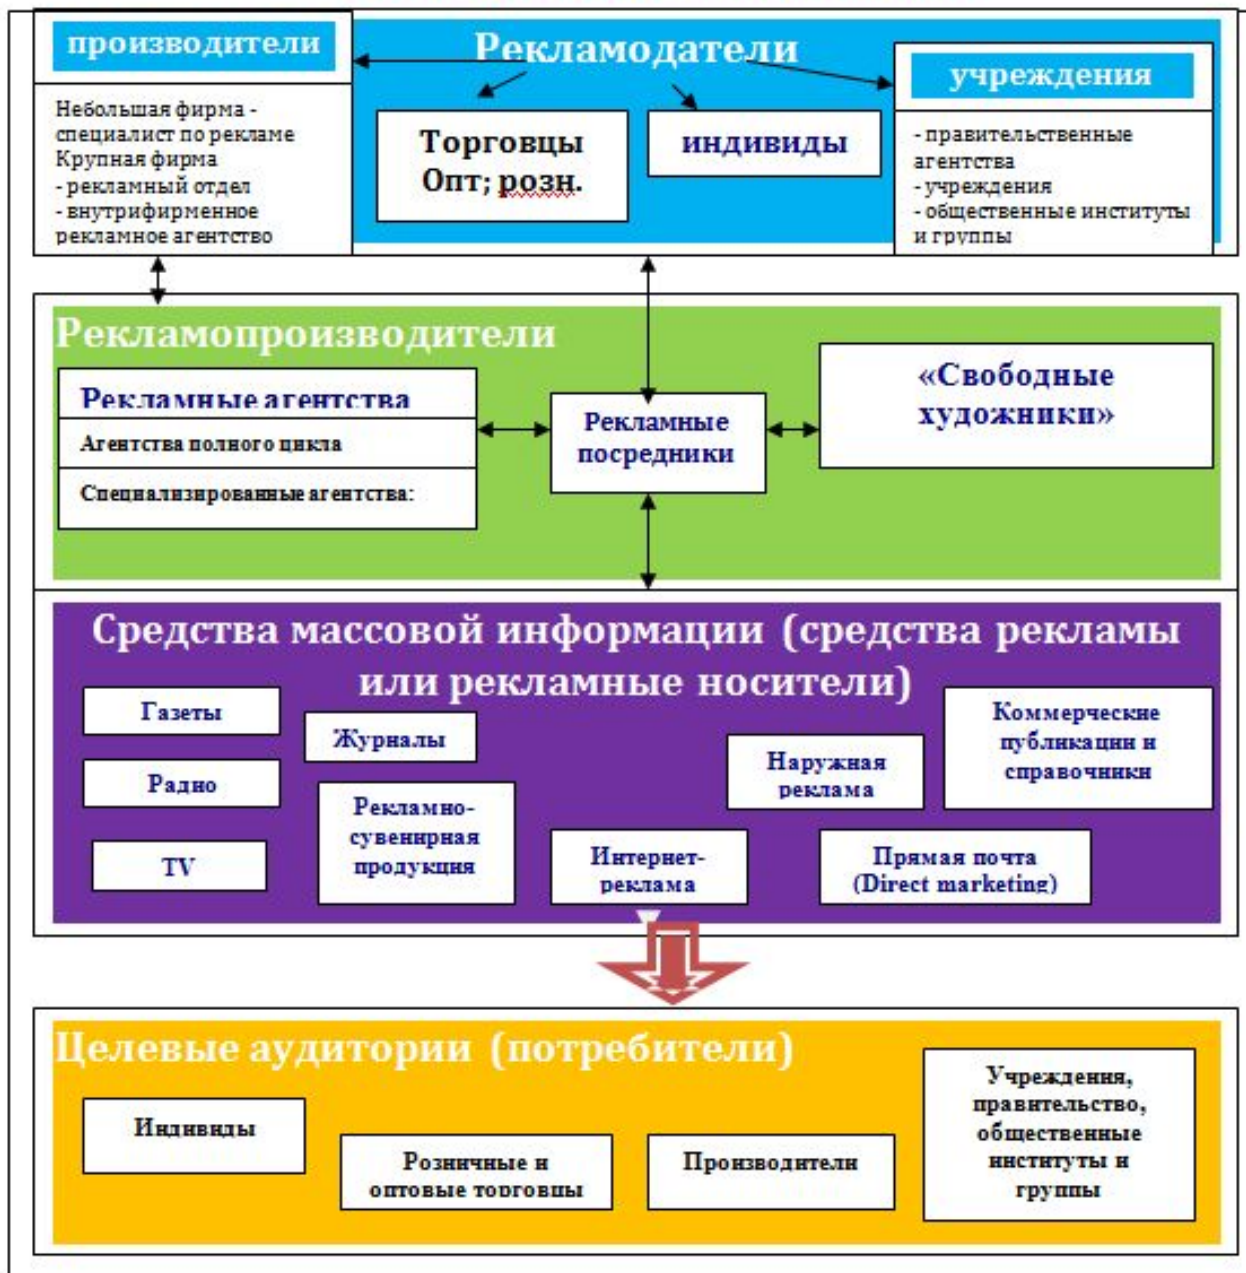 Рекламодатели
производители
Небольшая фирма -
специалист по рекламе
Крупная фирма
- рекламный отдел
- внутрифирменное
рекламное агентство
Торговцы
Опт; розн.
индивиды
учреждения
- правительственные
агентства
- учреждения
- общественные институты
и группы
Рекламопроизводители
Рекламные агентства
Агентства полного цикла
Специализированные агентства:
Рекламные
посредники
«Свободные
художники»
Средства массовой информации (средства рекламы
или рекламные носители)
Газеты
Радио
TV
Журналы
Рекламно-
сувенирная
продукция
Интернет-
реклама
Наружная
реклама
Прямая почта
(Direct marketing)
Коммерческие
публикации и
справочники
Целевые аудитории (потребители)
Индивиды
Розничные и
оптовые торговцы
Производители
Учреждения,
правительство,
общественные
институты и
группы